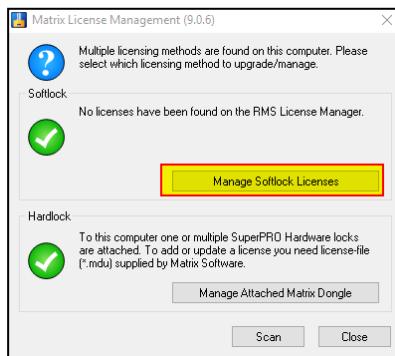 Matrix License Management (9.0.6)
Multiple licensing methods are found on this computer. Please
select which licensing method to upgrade/manage.
Softlock
No licenses have been found on the RMS License Manager.
Manage Softlock Licenses
Hardlock
To this computer one or multiple SuperPRO Hardware locks
are attached. To add or update a license you need license-file
(*.mdu) supplied by Matrix Software.
Manage Attached Matrix Dongle
Scan
Close